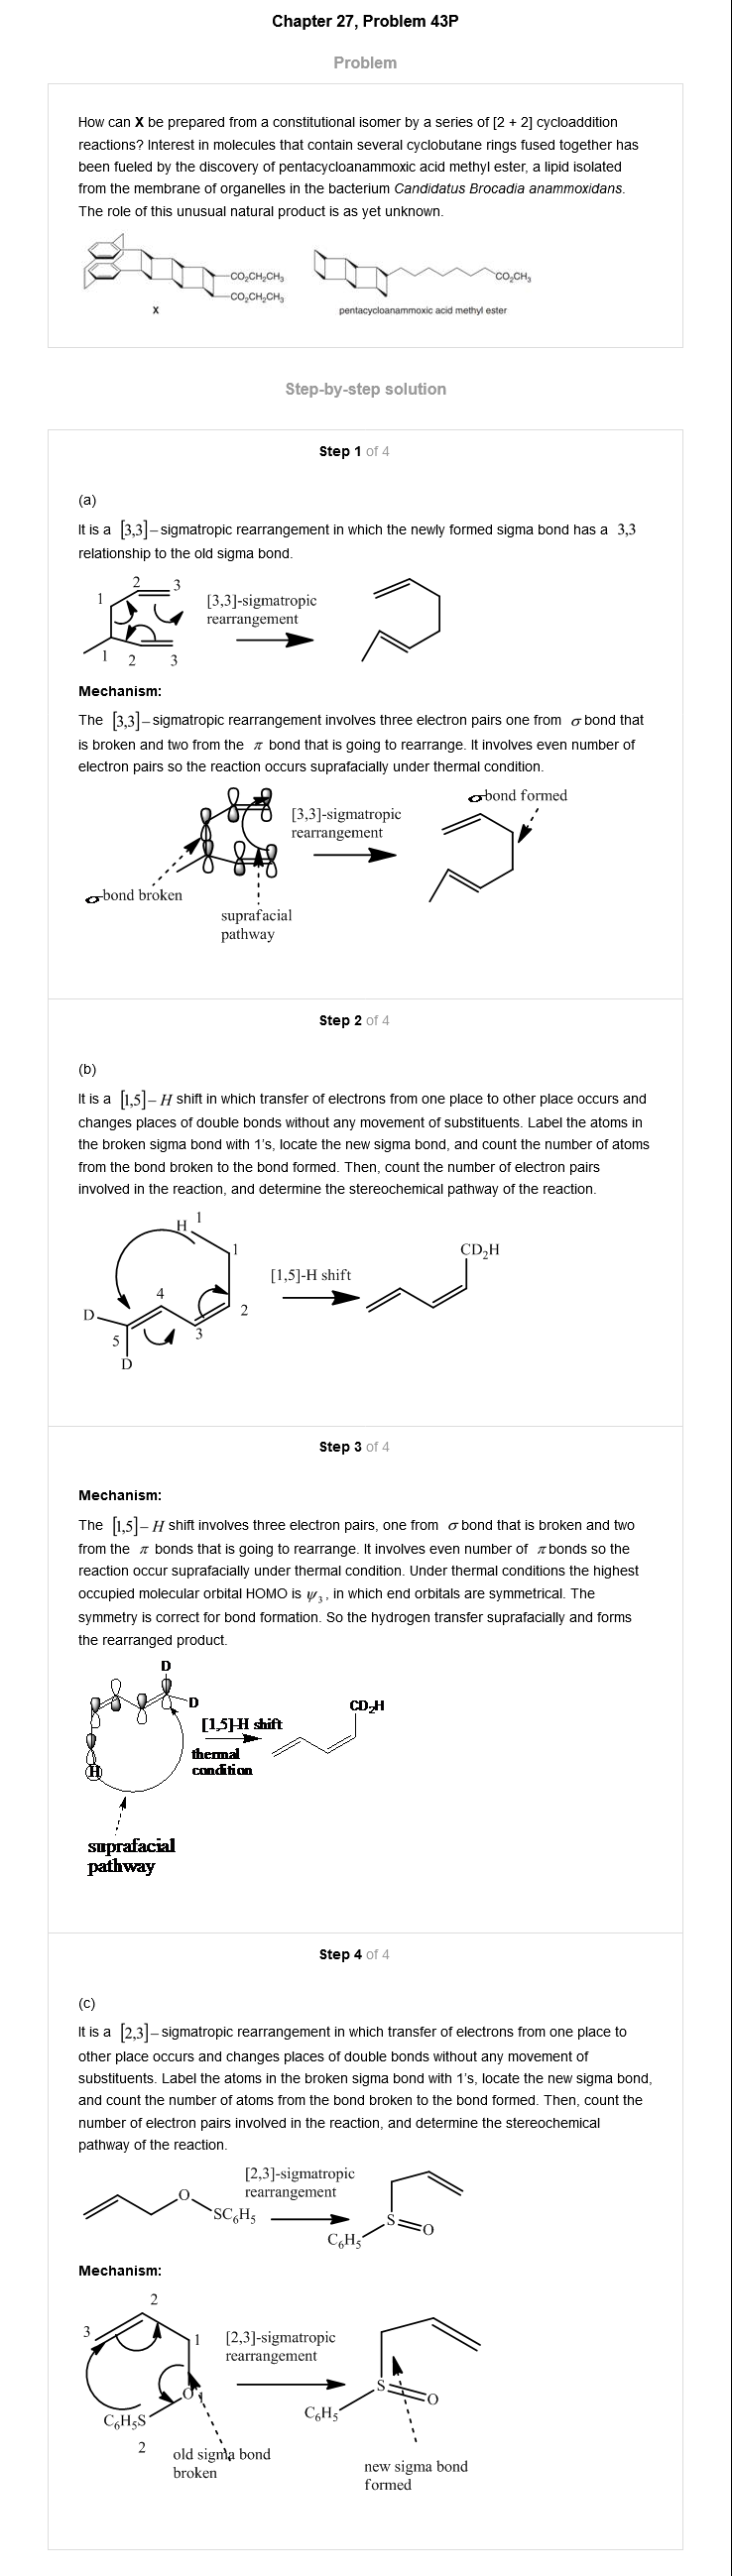 Chapter 27, Problem 43P
Problem
How can X be prepared from a constitutional isomer by a series of [2 + 2] cycloaddition
reactions? Interest in molecules that contain several cyclobutane rings fused together has
been fueled by the discovery of pentacycloanammoxic acid methyl ester, a lipid isolated
from the membrane of organelles in the bacterium Candidatus Brocadia anammoxidans.
The role of this unusual natural product is as yet unknown.
CO₂CH₂CH₃
CO₂CH₂CH₃
X
CO₂CH₃
pentacycloanammoxic acid methyl ester
Step-by-step solution
Step 1 of 4
(a)
It is a [3,3]–sigmatropic rearrangement in which the newly formed sigma bond has a 3,3
relationship to the old sigma bond.
2
3
1
[3,3]-sigmatropic
rearrangement
1
2
3
Mechanism:
The [3,3]–sigmatropic rearrangement involves three electron pairs one from σ bond that
is broken and two from the π bond that is going to rearrange. It involves even number of
electron pairs so the reaction occurs suprafacially under thermal condition.
σ-bond formed
[3,3]-sigmatropic
rearrangement
σ-bond broken
suprafacial
pathway
Step 2 of 4
(b)
It is a [1,5]–H shift in which transfer of electrons from one place to other place occurs and
changes places of double bonds without any movement of substituents. Label the atoms in
the broken sigma bond with 1's, locate the new sigma bond, and count the number of atoms
from the bond broken to the bond formed. Then, count the number of electron pairs
involved in the reaction, and determine the stereochemical pathway of the reaction.
H 1
1
CD₂H
[1,5]-H shift
4
2
D
3
5
D
Step 3 of 4
Mechanism:
The [1,5]–H shift involves three electron pairs, one from σ bond that is broken and two
from the π bonds that is going to rearrange. It involves even number of π bonds so the
reaction occur suprafacially under thermal condition. Under thermal conditions the highest
occupied molecular orbital HOMO is ψ₃, in which end orbitals are symmetrical. The
symmetry is correct for bond formation. So the hydrogen transfer suprafacially and forms
the rearranged product.
D
D
CD₂H
[1,5]-H shift
thermal
condition
H
suprafacial
pathway
Step 4 of 4
(c)
It is a [2,3]–sigmatropic rearrangement in which transfer of electrons from one place to
other place occurs and changes places of double bonds without any movement of
substituents. Label the atoms in the broken sigma bond with 1's, locate the new sigma bond,
and count the number of atoms from the bond broken to the bond formed. Then, count the
number of electron pairs involved in the reaction, and determine the stereochemical
pathway of the reaction.
[2,3]-sigmatropic
rearrangement
O
SC₆H₅
S
O
C₆H₅
Mechanism:
2
3
1
[2,3]-sigmatropic
rearrangement
O 1
S
O
C₆H₅S
C₆H₅
2
old sigma bond
broken
new sigma bond
formed